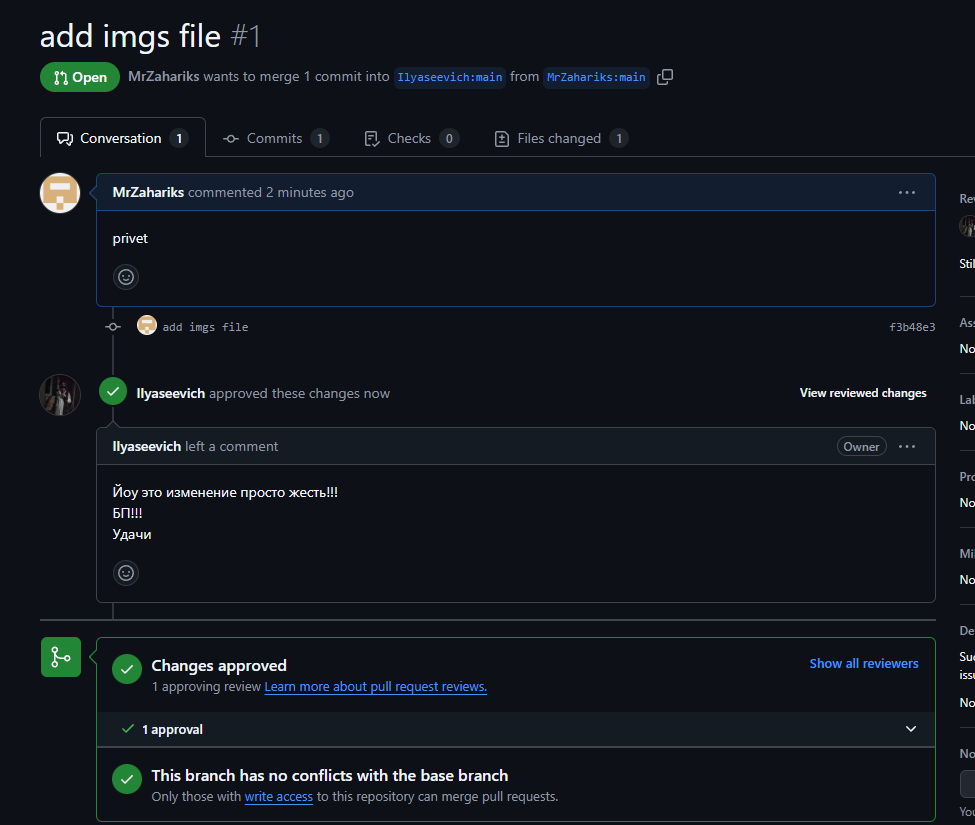 add imgs file #1
Open MrZahariks wants to merge 1 commit into Ilyaseevich:main from MrZahariks:main
Conversation 1 Commits 1 Checks 0 Files changed 1
MrZahariks commented 2 minutes ago
privet
add imgs file f3b48e3
Ilyaseevich approved these changes now View reviewed changes
Ilyaseevich left a comment Owner
Йоу это изменение просто жесть!!!
БП!!!
Удачи
Changes approved Show all reviewers
1 approving review Learn more about pull request reviews.
1 approval
This branch has no conflicts with the base branch
Only those with write access to this repository can merge pull requests.